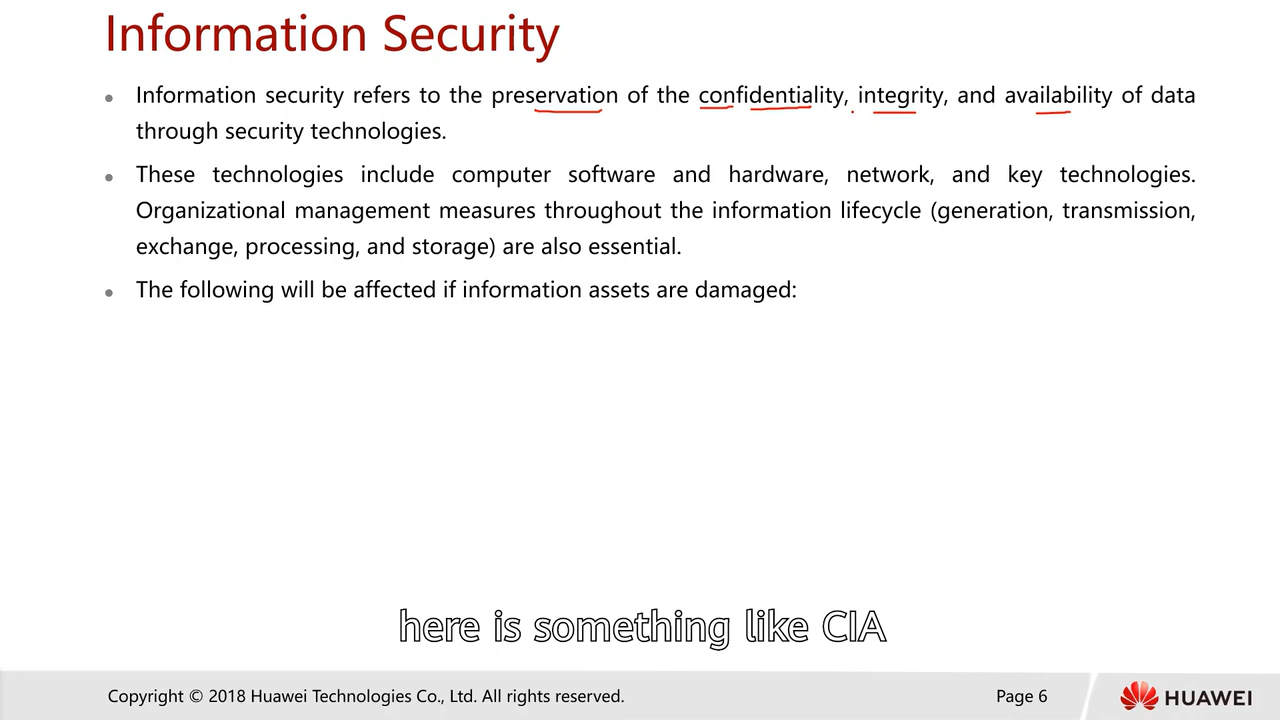 Information Security
Information security refers to the preservation of the confidentiality, integrity, and availability of data
through security technologies.
These technologies include computer software and hardware, network, and key technologies.
Organizational management measures throughout the information lifecycle (generation, transmission,
exchange, processing, and storage) are also essential.
The following will be affected if information assets are damaged:
here is something like CIA
Copyright © 2018 Huawei Technologies Co., Ltd. All rights reserved.
Page 6
HUAWEI